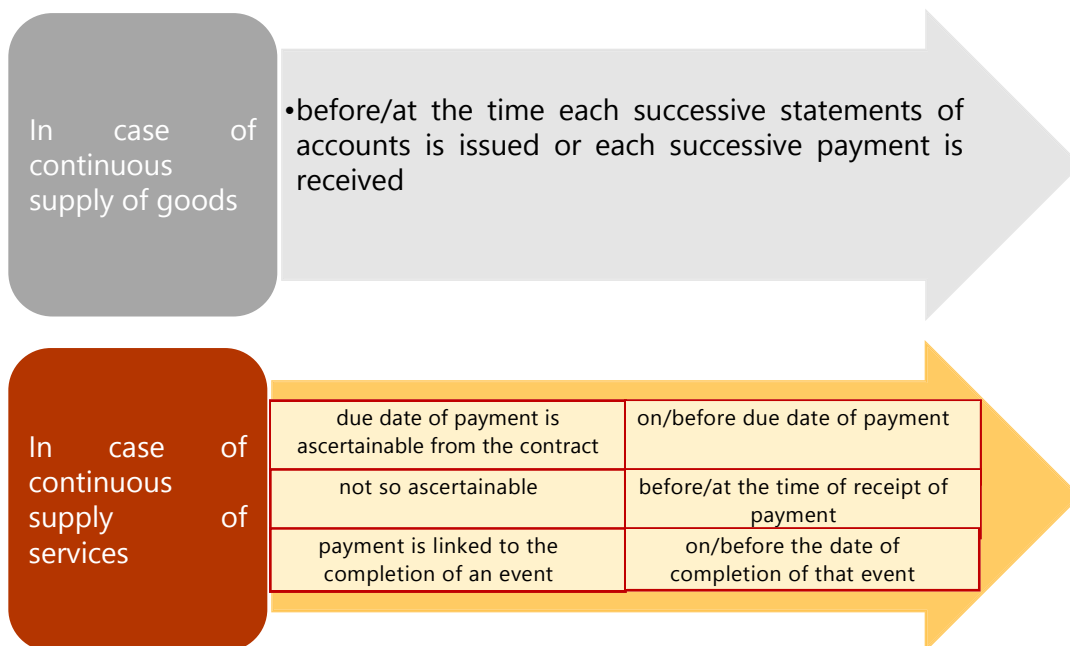 In case of
continuous
supply of goods
•before/at the time each successive statements of
accounts is issued or each successive payment is
received
In case of
continuous
supply of
services
due date of payment is
ascertainable from the contract
on/before due date of payment
not so ascertainable
before/at the time of receipt of
payment
payment is linked to the
completion of an event
on/before the date of
completion of that event